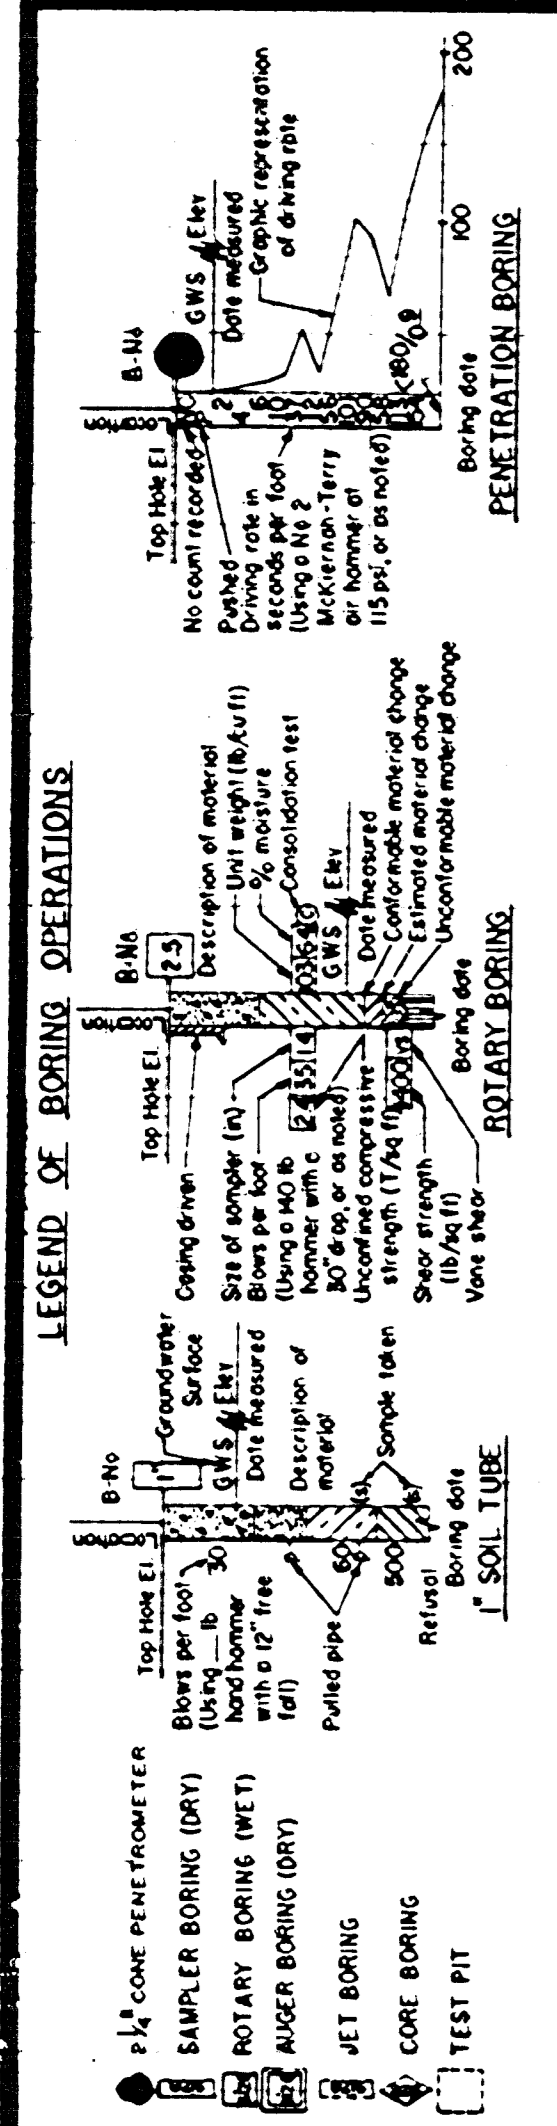 LEGEND OF BORING OPERATIONS
2¼" CONE PENETROMETER
SAMPLER BORING (DRY)
ROTARY BORING (WET)
AUGER BORING (DRY)
JET BORING
CORE BORING
TEST PIT
B-No
1"
Top Hole El.
Groundwater
Surface
GWS Elev
Date measured
Blows per foot
(Using __ lb
hand hammer
with a 12" free
fall)
30
Description of
material
Pulled pipe
60
500
(s)
(s)
Sample taken
Refusal
Boring date
1" SOIL TUBE
B-No
2.5
Top Hole El.
Description of material
Casing driven
Unit weight (lb/cu ft)
% moisture
Consolidation test
Size of sampler (in)
Blows per foot
(Using a 140 lb
hammer with a
30" drop, or as noted)
Unconfined compressive
strength (T/sq ft)
Shear strength
(lb/sq ft)
Vane shear
GWS Elev
Date measured
Conformable material change
Estimated material change
Unconformable material change
Boring date
ROTARY BORING
B-No
Top Hole El
GWS Elev
Date measured
No count recorded
Pushed
Driving rate in
seconds per foot
(Using a No 2
McKiernan-Terry
air hammer at
115 psi, or as noted)
Graphic representation
of driving rate
100
200
Boring date
PENETRATION BORING